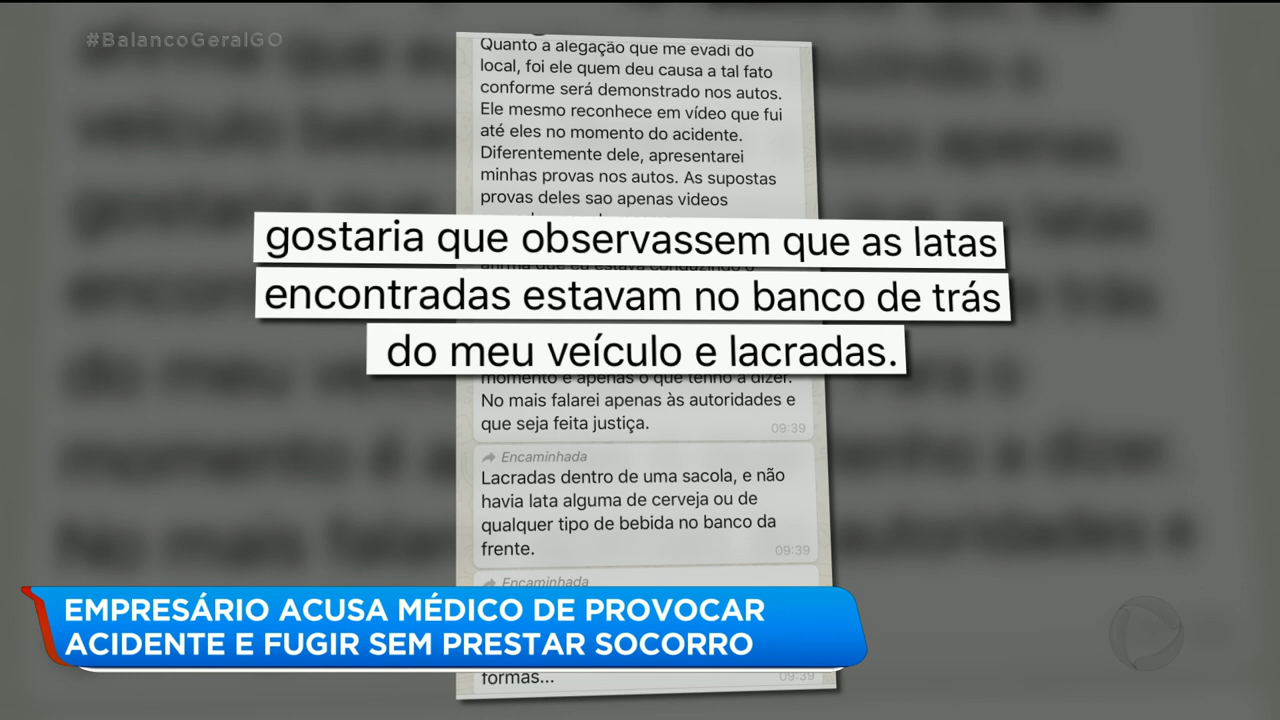 #BalancoGeralGO
Quanto a alegação que me evadi do
local, foi ele quem deu causa a tal fato
conforme será demonstrado nos autos.
Ele mesmo reconhece em vídeo que fui
até eles no momento do acidente.
Diferentemente dele, apresentarei
minhas provas nos autos. As supostas
provas deles sao apenas videos
gostaria que observassem que as latas
afirma que eu estava conduzindo o
encontradas estavam no banco de trás
do meu veículo e lacradas.
momento é apenas o que tenho a dizer.
No mais falarei apenas às autoridades e
que seja feita justiça.
09:39
Encaminhada
Lacradas dentro de uma sacola, e não
havia lata alguma de cerveja ou de
qualquer tipo de bebida no banco da
frente.
09:39
Encaminhada
EMPRESÁRIO ACUSA MÉDICO DE PROVOCAR
ACIDENTE E FUGIR SEM PRESTAR SOCORRO
formas...
09:39